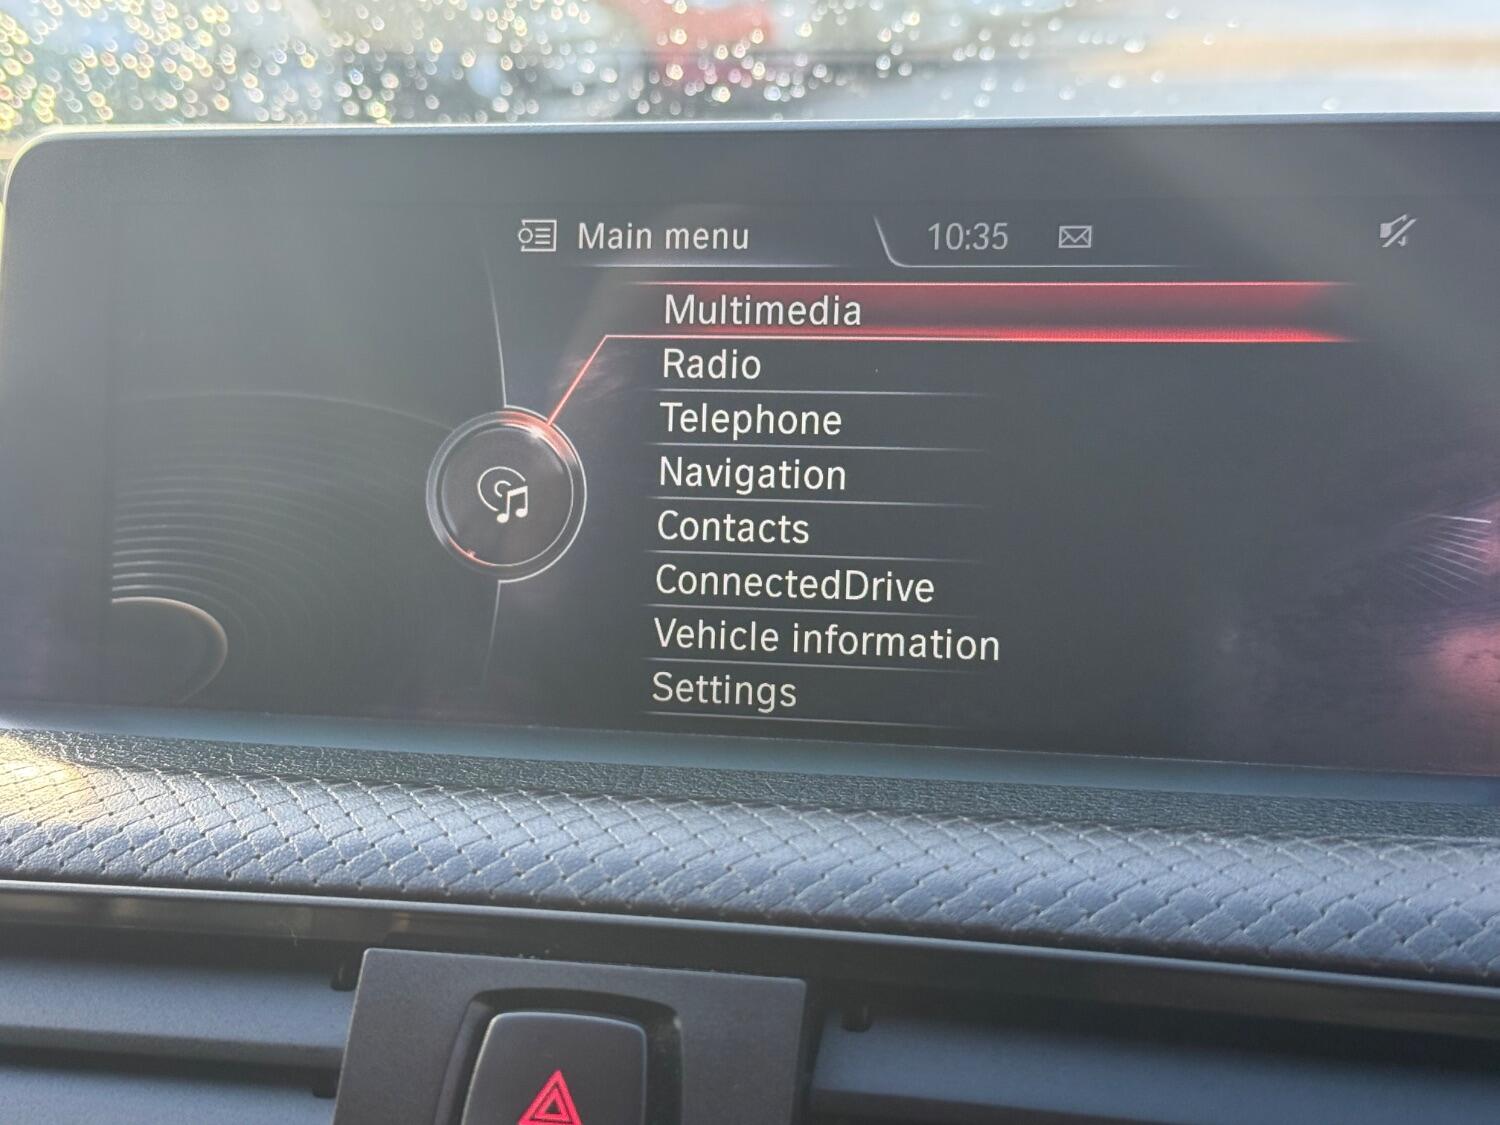 Main menu 10:35
Multimedia
Radio
Telephone
Navigation
Contacts
ConnectedDrive
Vehicle information
Settings